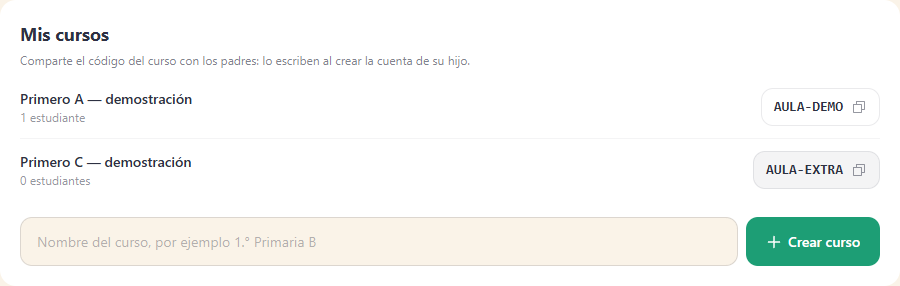 Mis cursos
Comparte el código del curso con los padres: lo escriben al crear la cuenta de su hijo.
Primero A — demostración
1 estudiante
AULA-DEMO
Primero C — demostración
0 estudiantes
AULA-EXTRA
Nombre del curso, por ejemplo 1.° Primaria B
+ Crear curso